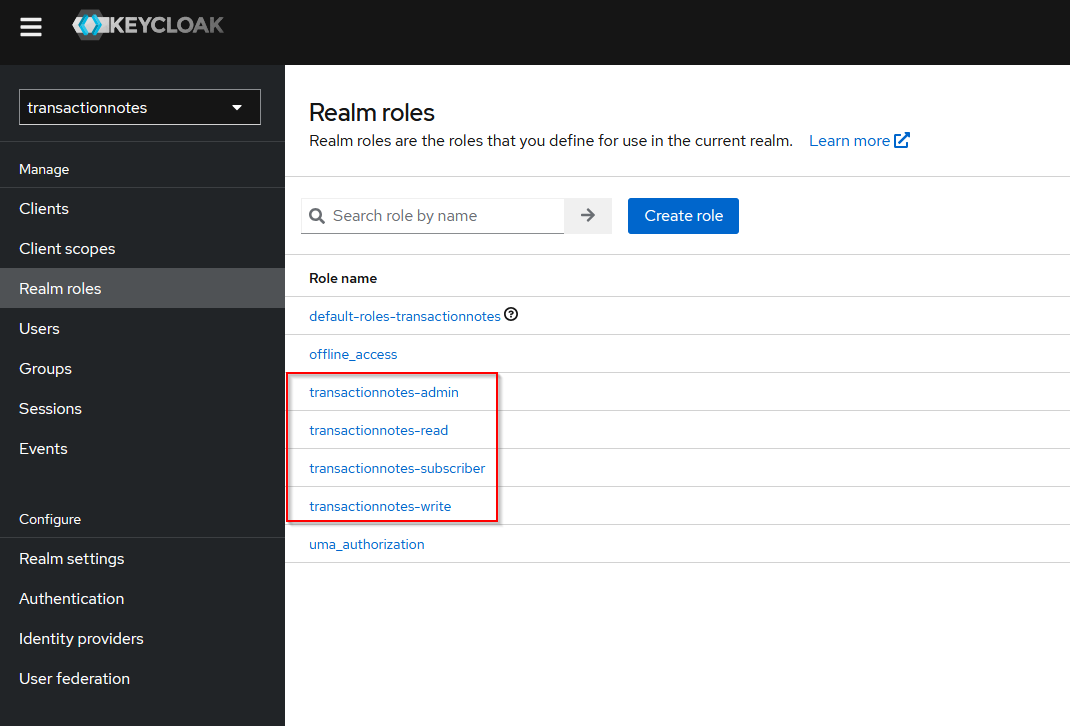 KEYCLOAK
transactionnotes
Manage
Clients
Client scopes
Realm roles
Users
Groups
Sessions
Events
Configure
Realm settings
Authentication
Identity providers
User federation
Realm roles
Realm roles are the roles that you define for use in the current realm. Learn more
Search role by name
Create role
Role name
default-roles-transactionnotes
offline_access
transactionnotes-admin
transactionnotes-read
transactionnotes-subscriber
transactionnotes-write
uma_authorization